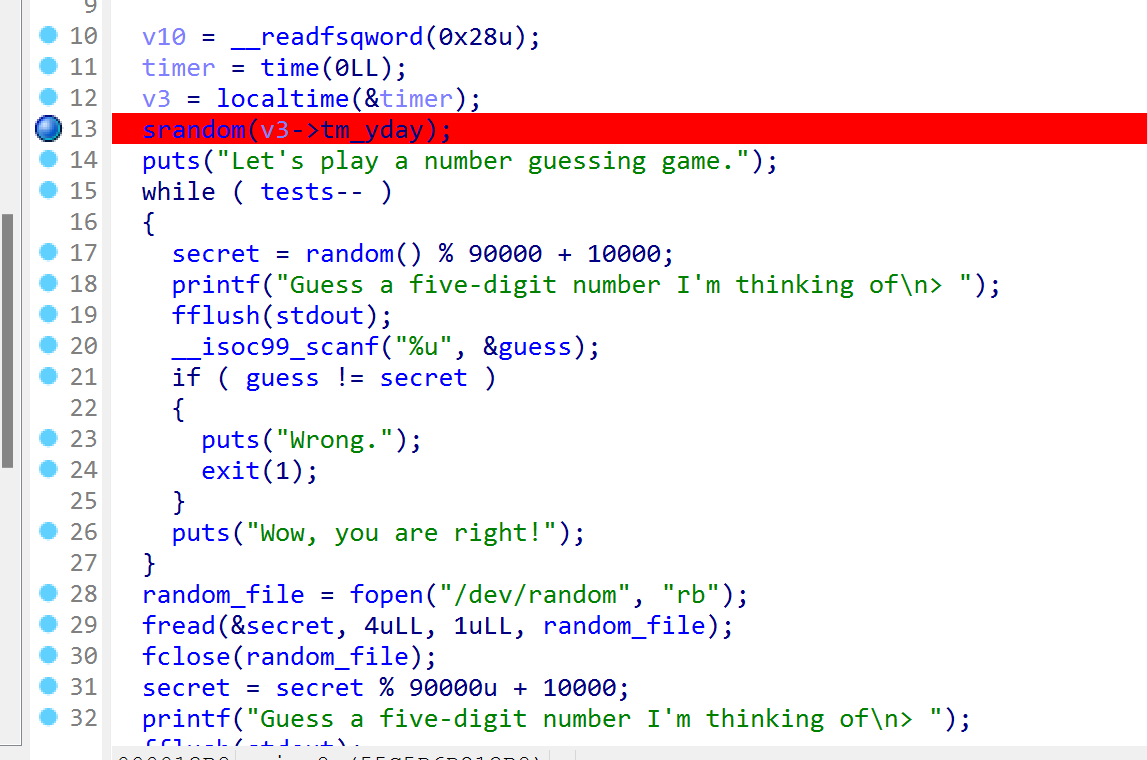 9
10 v10 = __readfsqword(0x28u);
11 timer = time(0LL);
12 v3 = localtime(&timer);
13 srandom(v3->tm_yday);
14 puts("Let's play a number guessing game.");
15 while ( tests-- )
16 {
17 secret = random() % 90000 + 10000;
18 printf("Guess a five-digit number I'm thinking of\n> ");
19 fflush(stdout);
20 __isoc99_scanf("%u", &guess);
21 if ( guess != secret )
22 {
23 puts("Wrong.");
24 exit(1);
25 }
26 puts("Wow, you are right!");
27 }
28 random_file = fopen("/dev/random", "rb");
29 fread(&secret, 4uLL, 1uLL, random_file);
30 fclose(random_file);
31 secret = secret % 90000u + 10000;
32 printf("Guess a five-digit number I'm thinking of\n> ");
fflush(stdout);